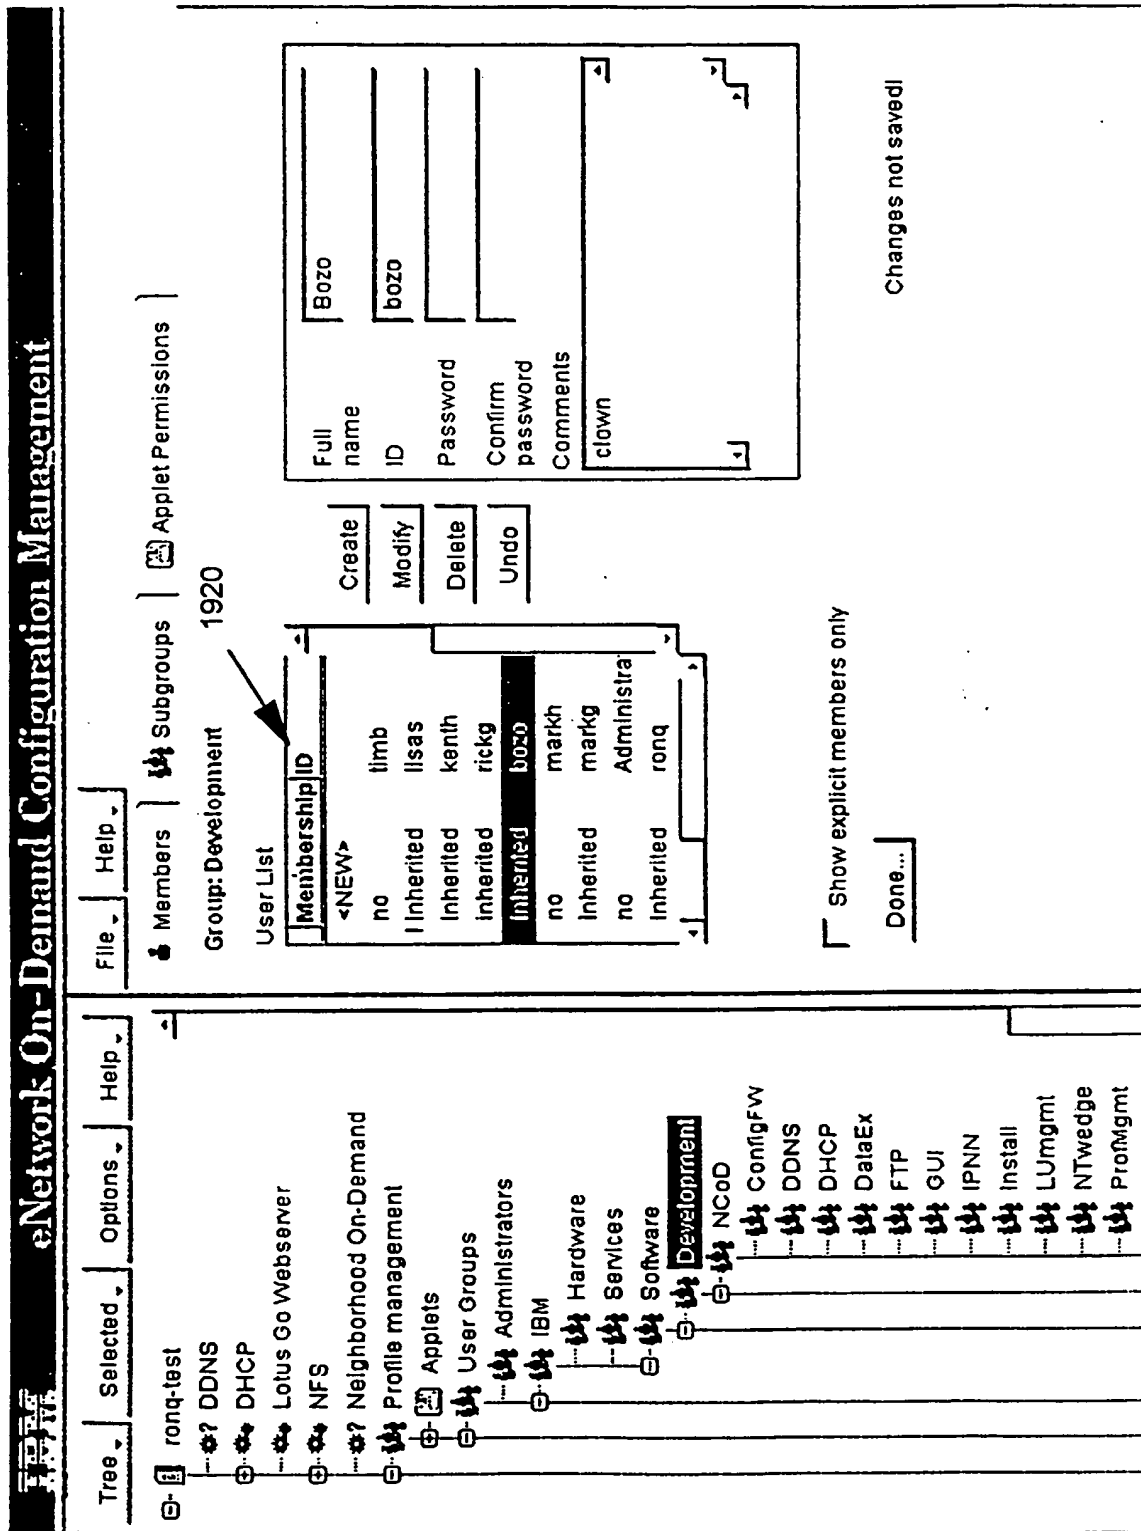 IBM eNetwork On-Demand Configuration Management
Tree Selected Options Help
ronq-test
DDNS
DHCP
Lotus Go Webserver
NFS
Neighborhood On-Demand
Profile management
Applets
User Groups
Administrators
IBM
Hardware
Services
Software
Development
NCoD
ConfigFW
DDNS
DHCP
DataEx
FTP
GUI
IPNN
Install
LUmgmt
NTwedge
ProfMgmt
File Help
Members Subgroups Applet Permissions
Group: Development
1920
User List
Membership ID
<NEW>
no timb
Inherited lisas
Inherited kenth
Inherited rickg
Inherited bozo
no markh
Inherited markg
no Administra
Inherited ronq
Create
Modify
Delete
Undo
Full name Bozo
ID bozo
Password
Confirm password
Comments
clown
Show explicit members only
Done...
Changes not saved!